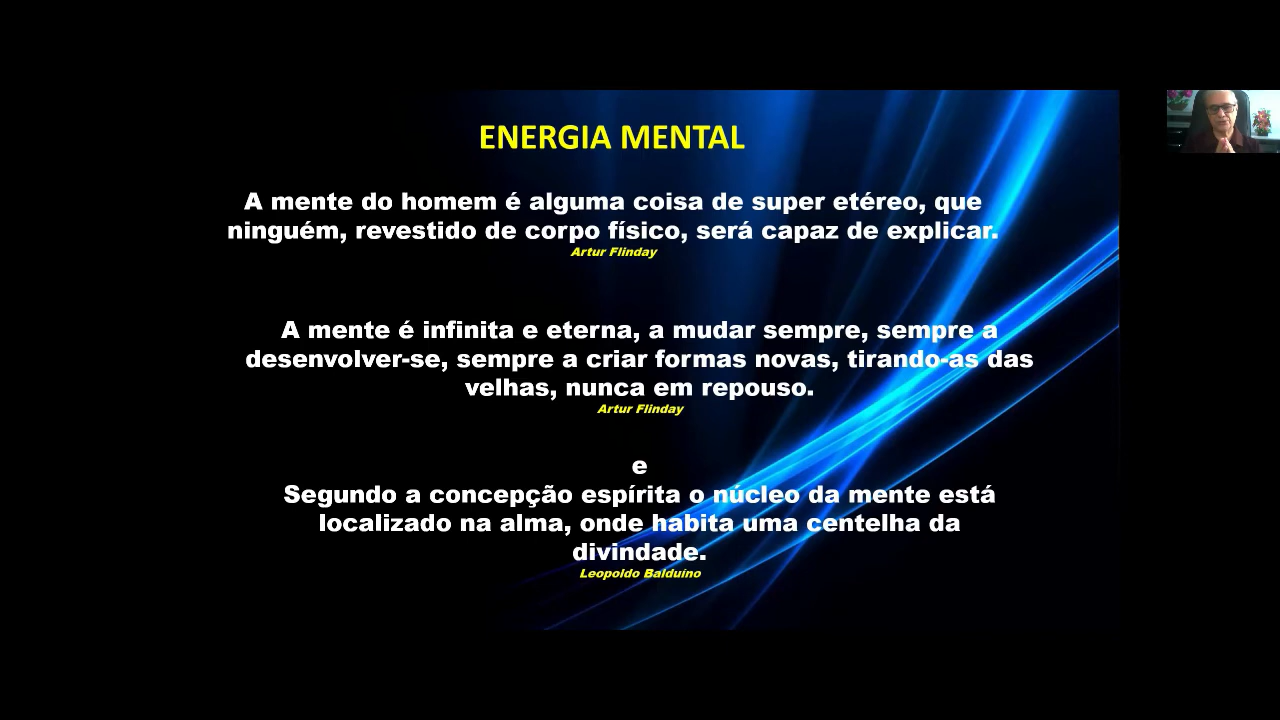 ENERGIA MENTAL
A mente do homem é alguma coisa de super etéreo, que
ninguém, revestido de corpo físico, será capaz de explicar.
Artur Flinday
A mente é infinita e eterna, a mudar sempre, sempre a
desenvolver-se, sempre a criar formas novas, tirando-as das
velhas, nunca em repouso.
Artur Flinday
e
Segundo a concepção espírita o núcleo da mente está
localizado na alma, onde habita uma centelha da
divindade.
Leopoldo Balduíno